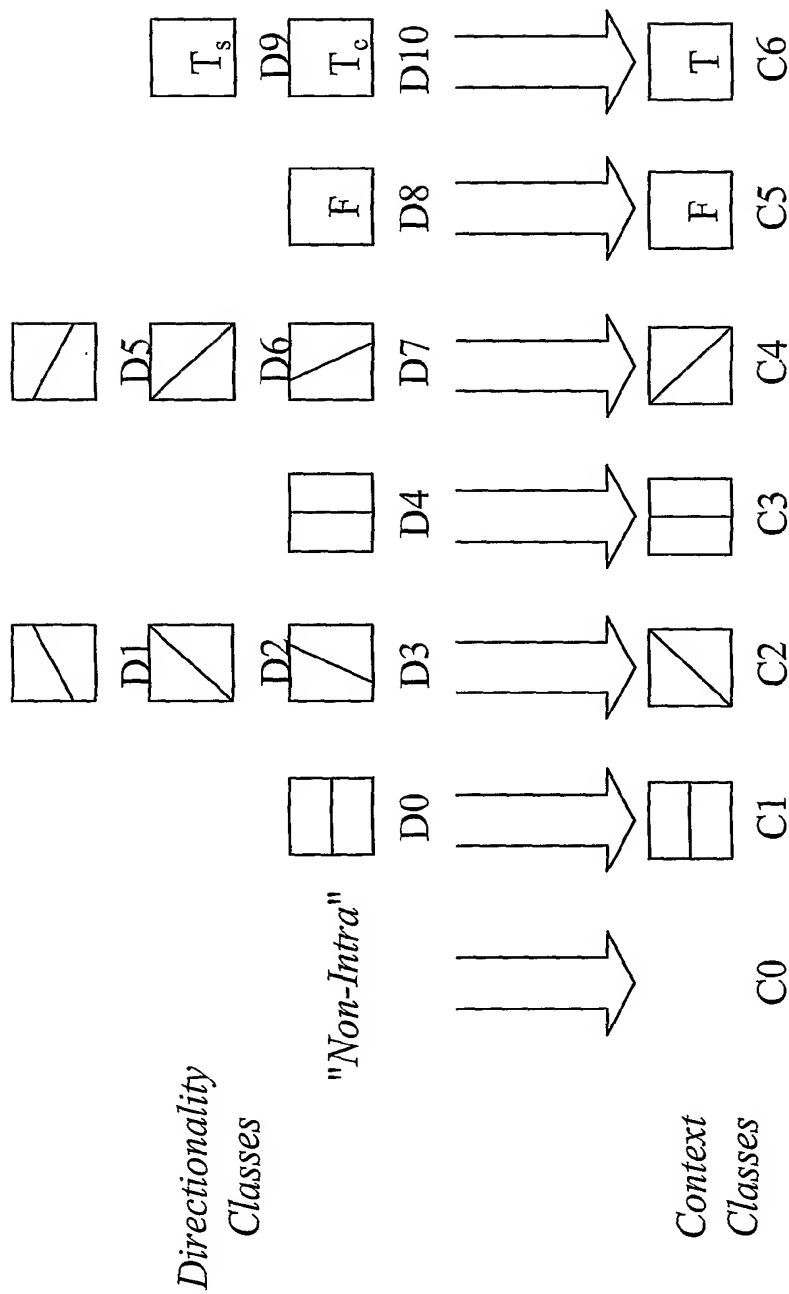 D1 D5
Directionality
Classes
Tₛ
D2 D6 D9
"Non-Intra"
F T꜀
D0 D3 D4 D7 D8 D10
Context
Classes
F T
C0 C1 C2 C3 C4 C5 C6